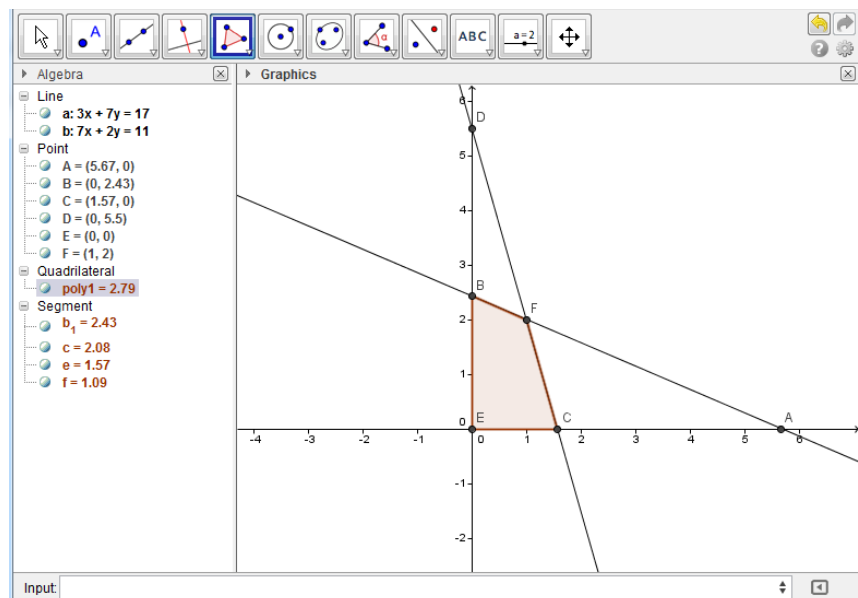 A
α
ABC
a=2
?
Algebra
Graphics
Line
a: 3x + 7y = 17
b: 7x + 2y = 11
Point
A = (5.67, 0)
B = (0, 2.43)
C = (1.57, 0)
D = (0, 5.5)
E = (0, 0)
F = (1, 2)
Quadrilateral
poly1 = 2.79
Segment
b₁ = 2.43
c = 2.08
e = 1.57
f = 1.09
6
D
5
4
3
B
F
2
1
0
E
C
A
-4
-3
-2
-1
0
1
2
3
4
5
6
-1
-2
Input: